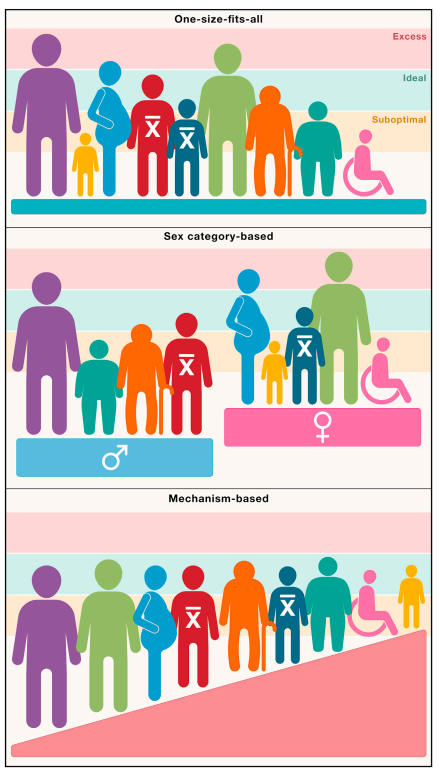 One-size-fits-all
Excess
Ideal
Suboptimal
x̄
x̄
Sex category-based
x̄
x̄
♂
♀
Mechanism-based
x̄
x̄